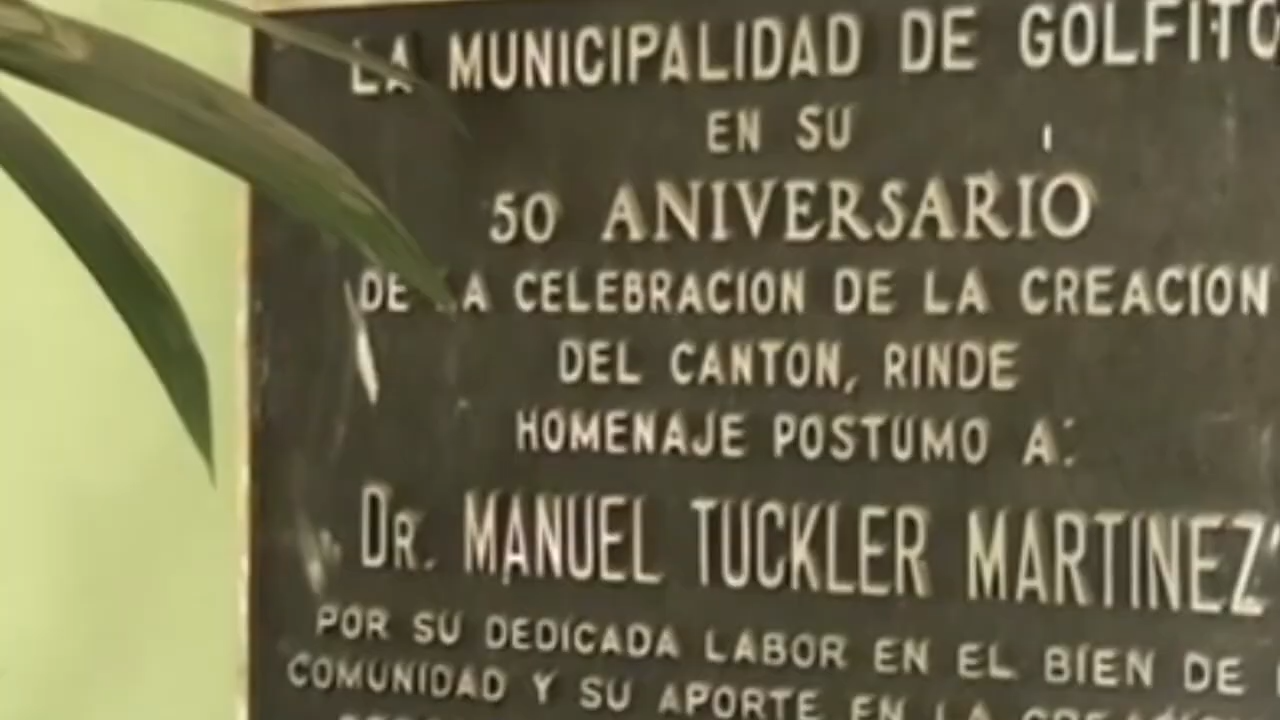 LA MUNICIPALIDAD DE GOLFITO
EN SU
50 ANIVERSARIO
DE LA CELEBRACION DE LA CREACION
DEL CANTON, RINDE
HOMENAJE POSTUMO A:
DR. MANUEL TUCKLER MARTINEZ
POR SU DEDICADA LABOR EN EL BIEN DE
COMUNIDAD Y SU APORTE EN LA